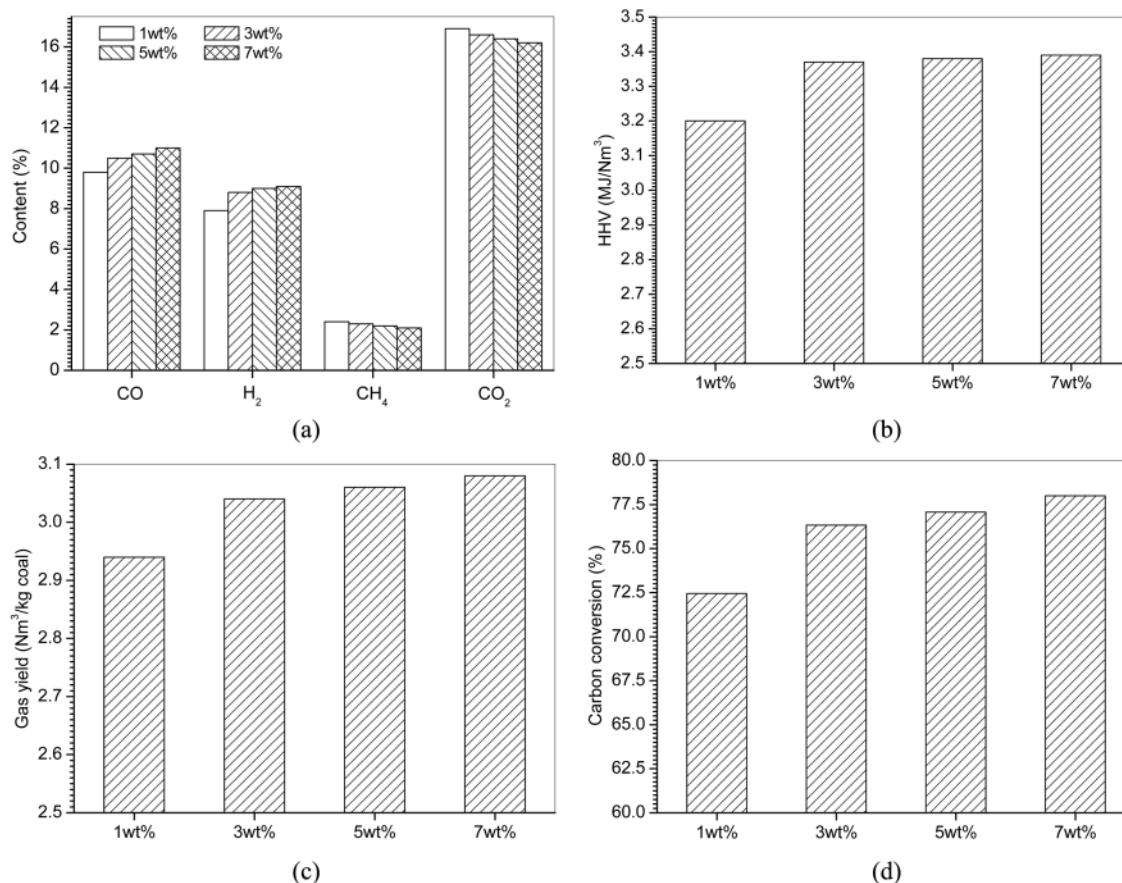 1wt% 3wt%
5wt% 7wt%
Content (%)
16
14
12
10
8
6
4
2
0
CO H₂ CH₄ CO₂
(a)
HHV (MJ/Nm³)
3.5
3.4
3.3
3.2
3.1
3.0
2.9
2.8
2.7
2.6
2.5
1wt% 3wt% 5wt% 7wt%
(b)
Gas yield (Nm³/kg coal)
3.1
3.0
2.9
2.8
2.7
2.6
2.5
1wt% 3wt% 5wt% 7wt%
(c)
Carbon conversion (%)
80.0
77.5
75.0
72.5
70.0
67.5
65.0
62.5
60.0
1wt% 3wt% 5wt% 7wt%
(d)